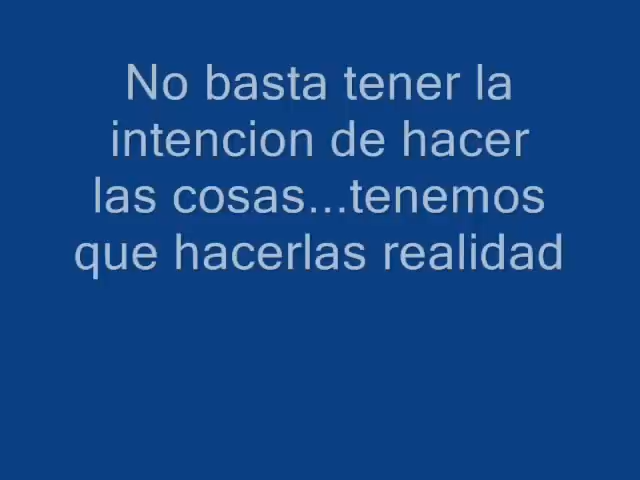 No basta tener la
intencion de hacer
las cosas...tenemos
que hacerlas realidad